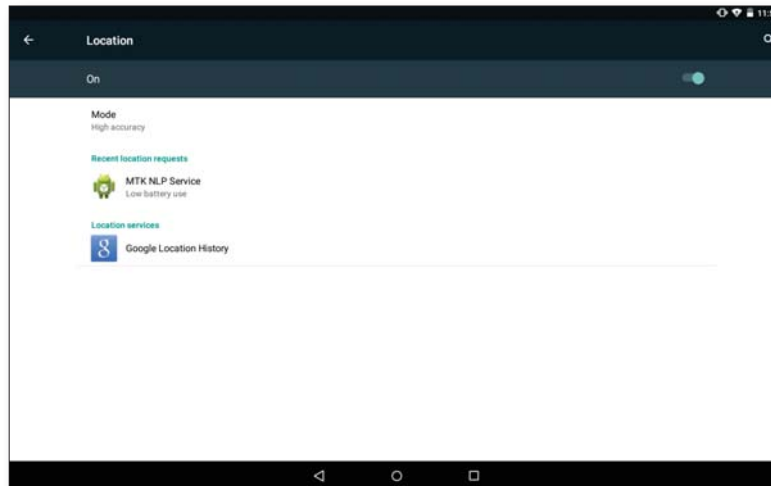 Location
On
Mode
High accuracy
Recent location requests
MTK NLP Service
Low battery use
Location services
8
Google Location History